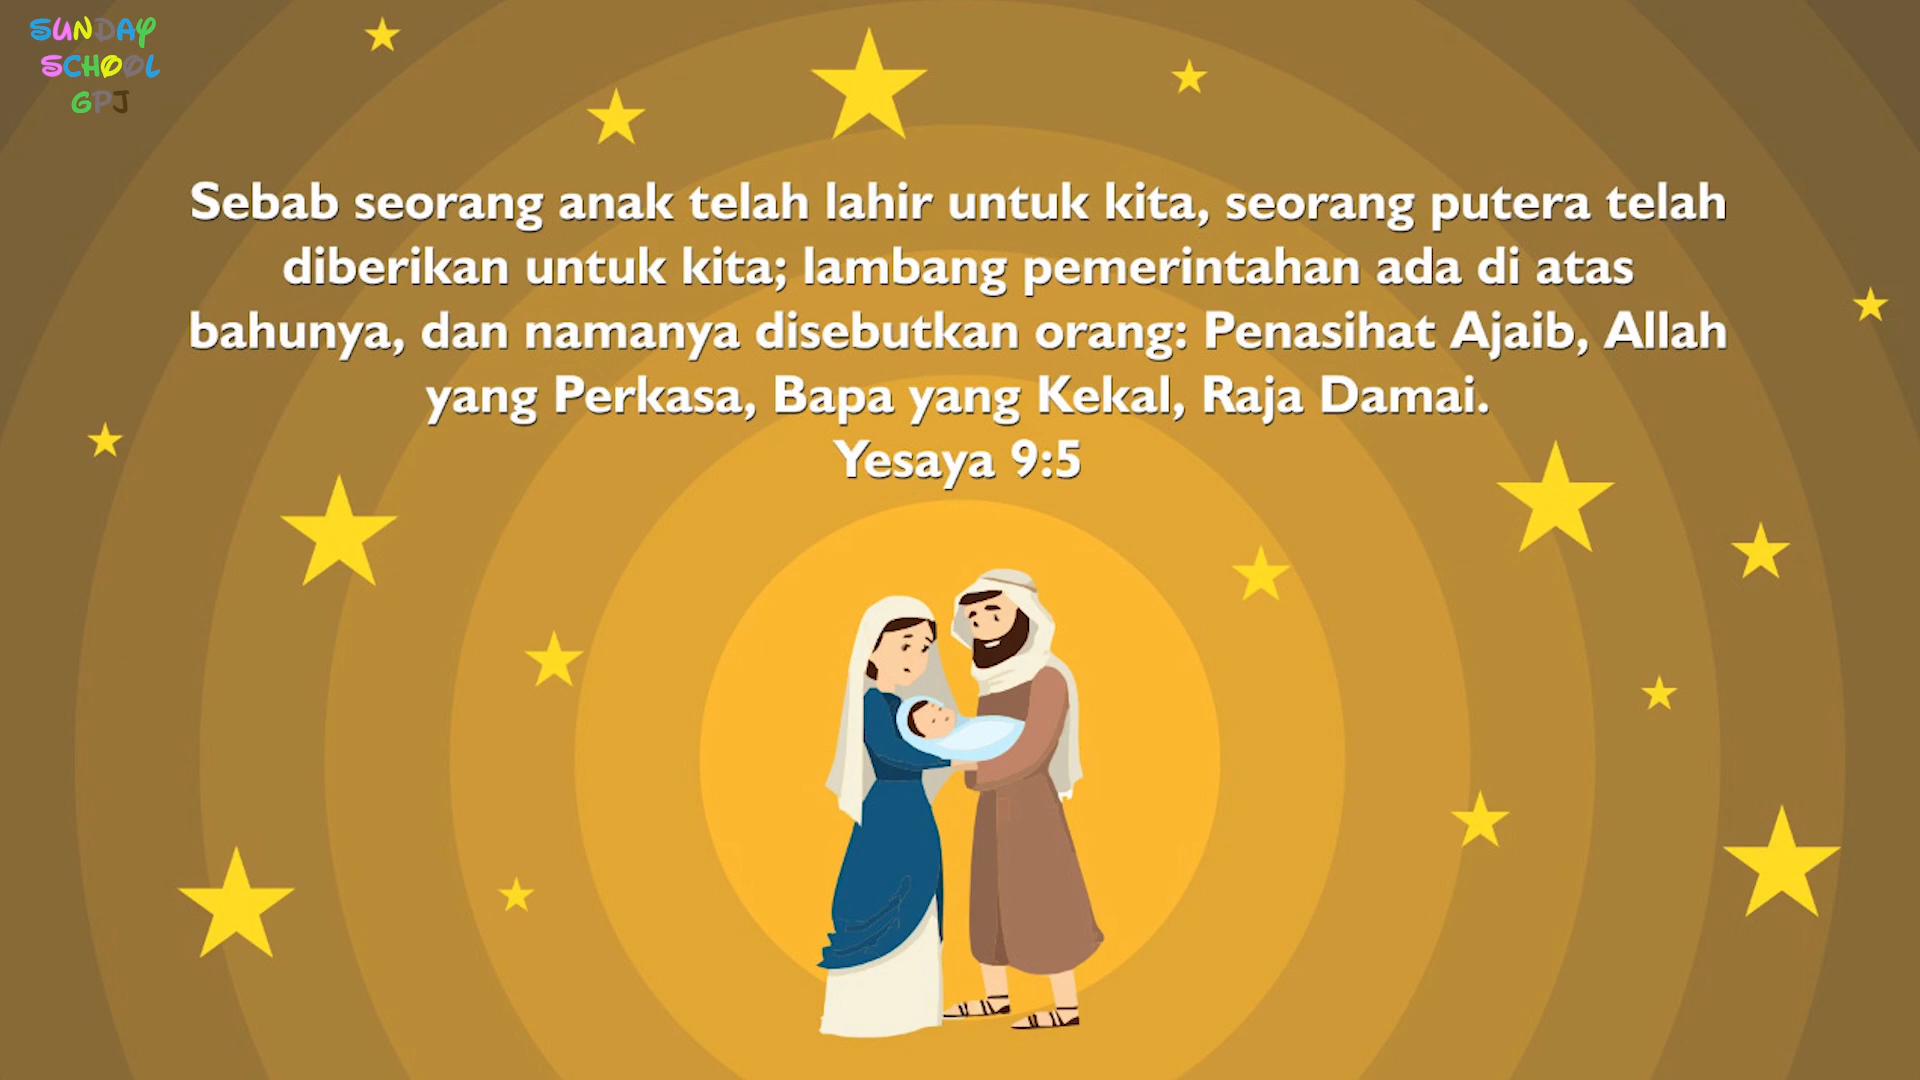 SUNDAY
SCHOOL
GPJ
Sebab seorang anak telah lahir untuk kita, seorang putera telah
diberikan untuk kita; lambang pemerintahan ada di atas
bahunya, dan namanya disebutkan orang: Penasihat Ajaib, Allah
yang Perkasa, Bapa yang Kekal, Raja Damai.
Yesaya 9:5